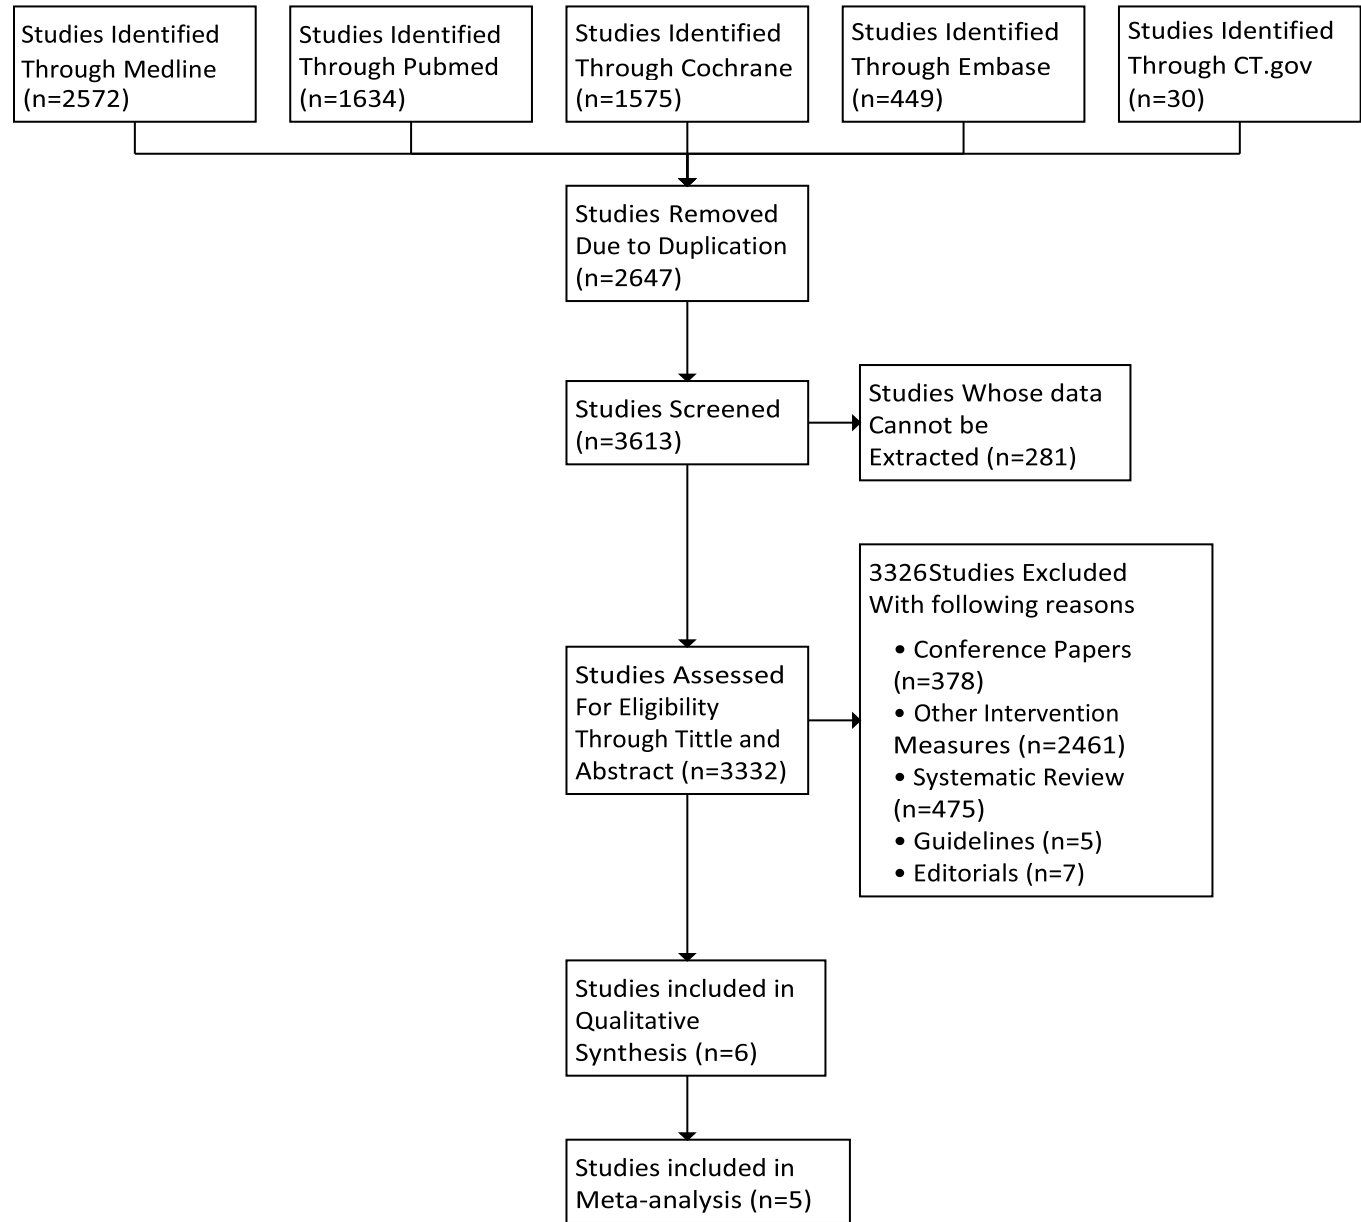 Studies Identified
Through Medline
(n=2572)
Studies Identified
Through Pubmed
(n=1634)
Studies Identified
Through Cochrane
(n=1575)
Studies Identified
Through Embase
(n=449)
Studies Identified
Through CT.gov
(n=30)
Studies Removed
Due to Duplication
(n=2647)
Studies Screened
(n=3613)
Studies Whose data
Cannot be
Extracted (n=281)
3326Studies Excluded
With following reasons
• Conference Papers
(n=378)
• Other Intervention
Measures (n=2461)
• Systematic Review
(n=475)
• Guidelines (n=5)
• Editorials (n=7)
Studies Assessed
For Eligibility
Through Tittle and
Abstract (n=3332)
Studies included in
Qualitative
Synthesis (n=6)
Studies included in
Meta-analysis (n=5)